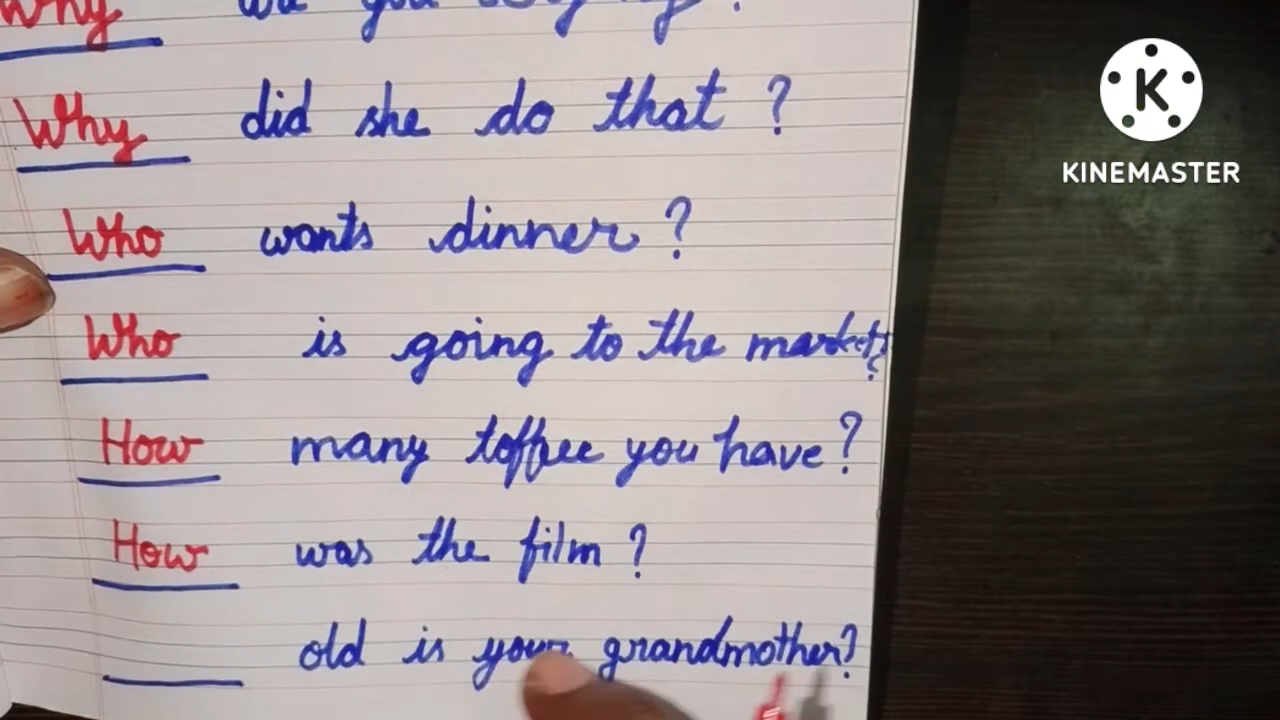 Why
Why did she do that ?
Who wants dinner ?
Who is going to the market?
How many toffee you have ?
How was the film ?
old is your grandmother?
K
KINEMASTER